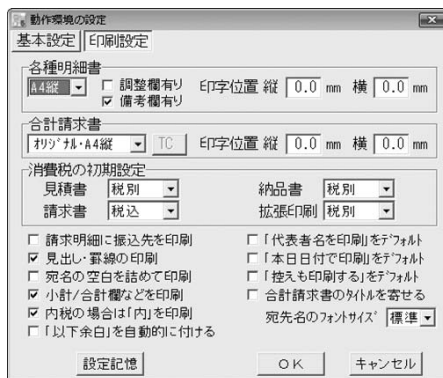 動作環境の設定
基本設定 印刷設定
各種明細書
A4縦 調整欄有り 印字位置 縦 0.0 mm 横 0.0 mm
備考欄有り
合計請求書
ｵﾘｼﾞﾅﾙ・A4縦 TC 印字位置 縦 0.0 mm 横 0.0 mm
消費税の初期設定
見積書 税別 納品書 税別
請求書 税込 拡張印刷 税別
請求明細に振込先を印刷 「代表者名を印刷」をﾃﾞﾌｫﾙﾄ
見出し・罫線の印刷 「本日日付で印刷」をﾃﾞﾌｫﾙﾄ
宛名の空白を詰めて印刷 「控えも印刷する」をﾃﾞﾌｫﾙﾄ
小計/合計欄などを印刷 合計請求書のﾀｲﾄﾙを寄せる
内税の場合は「内」を印刷 宛先名のﾌｫﾝﾄｻｲｽﾞ 標準
「以下余白」を自動的に付ける
設定記憶 OK キャンセル